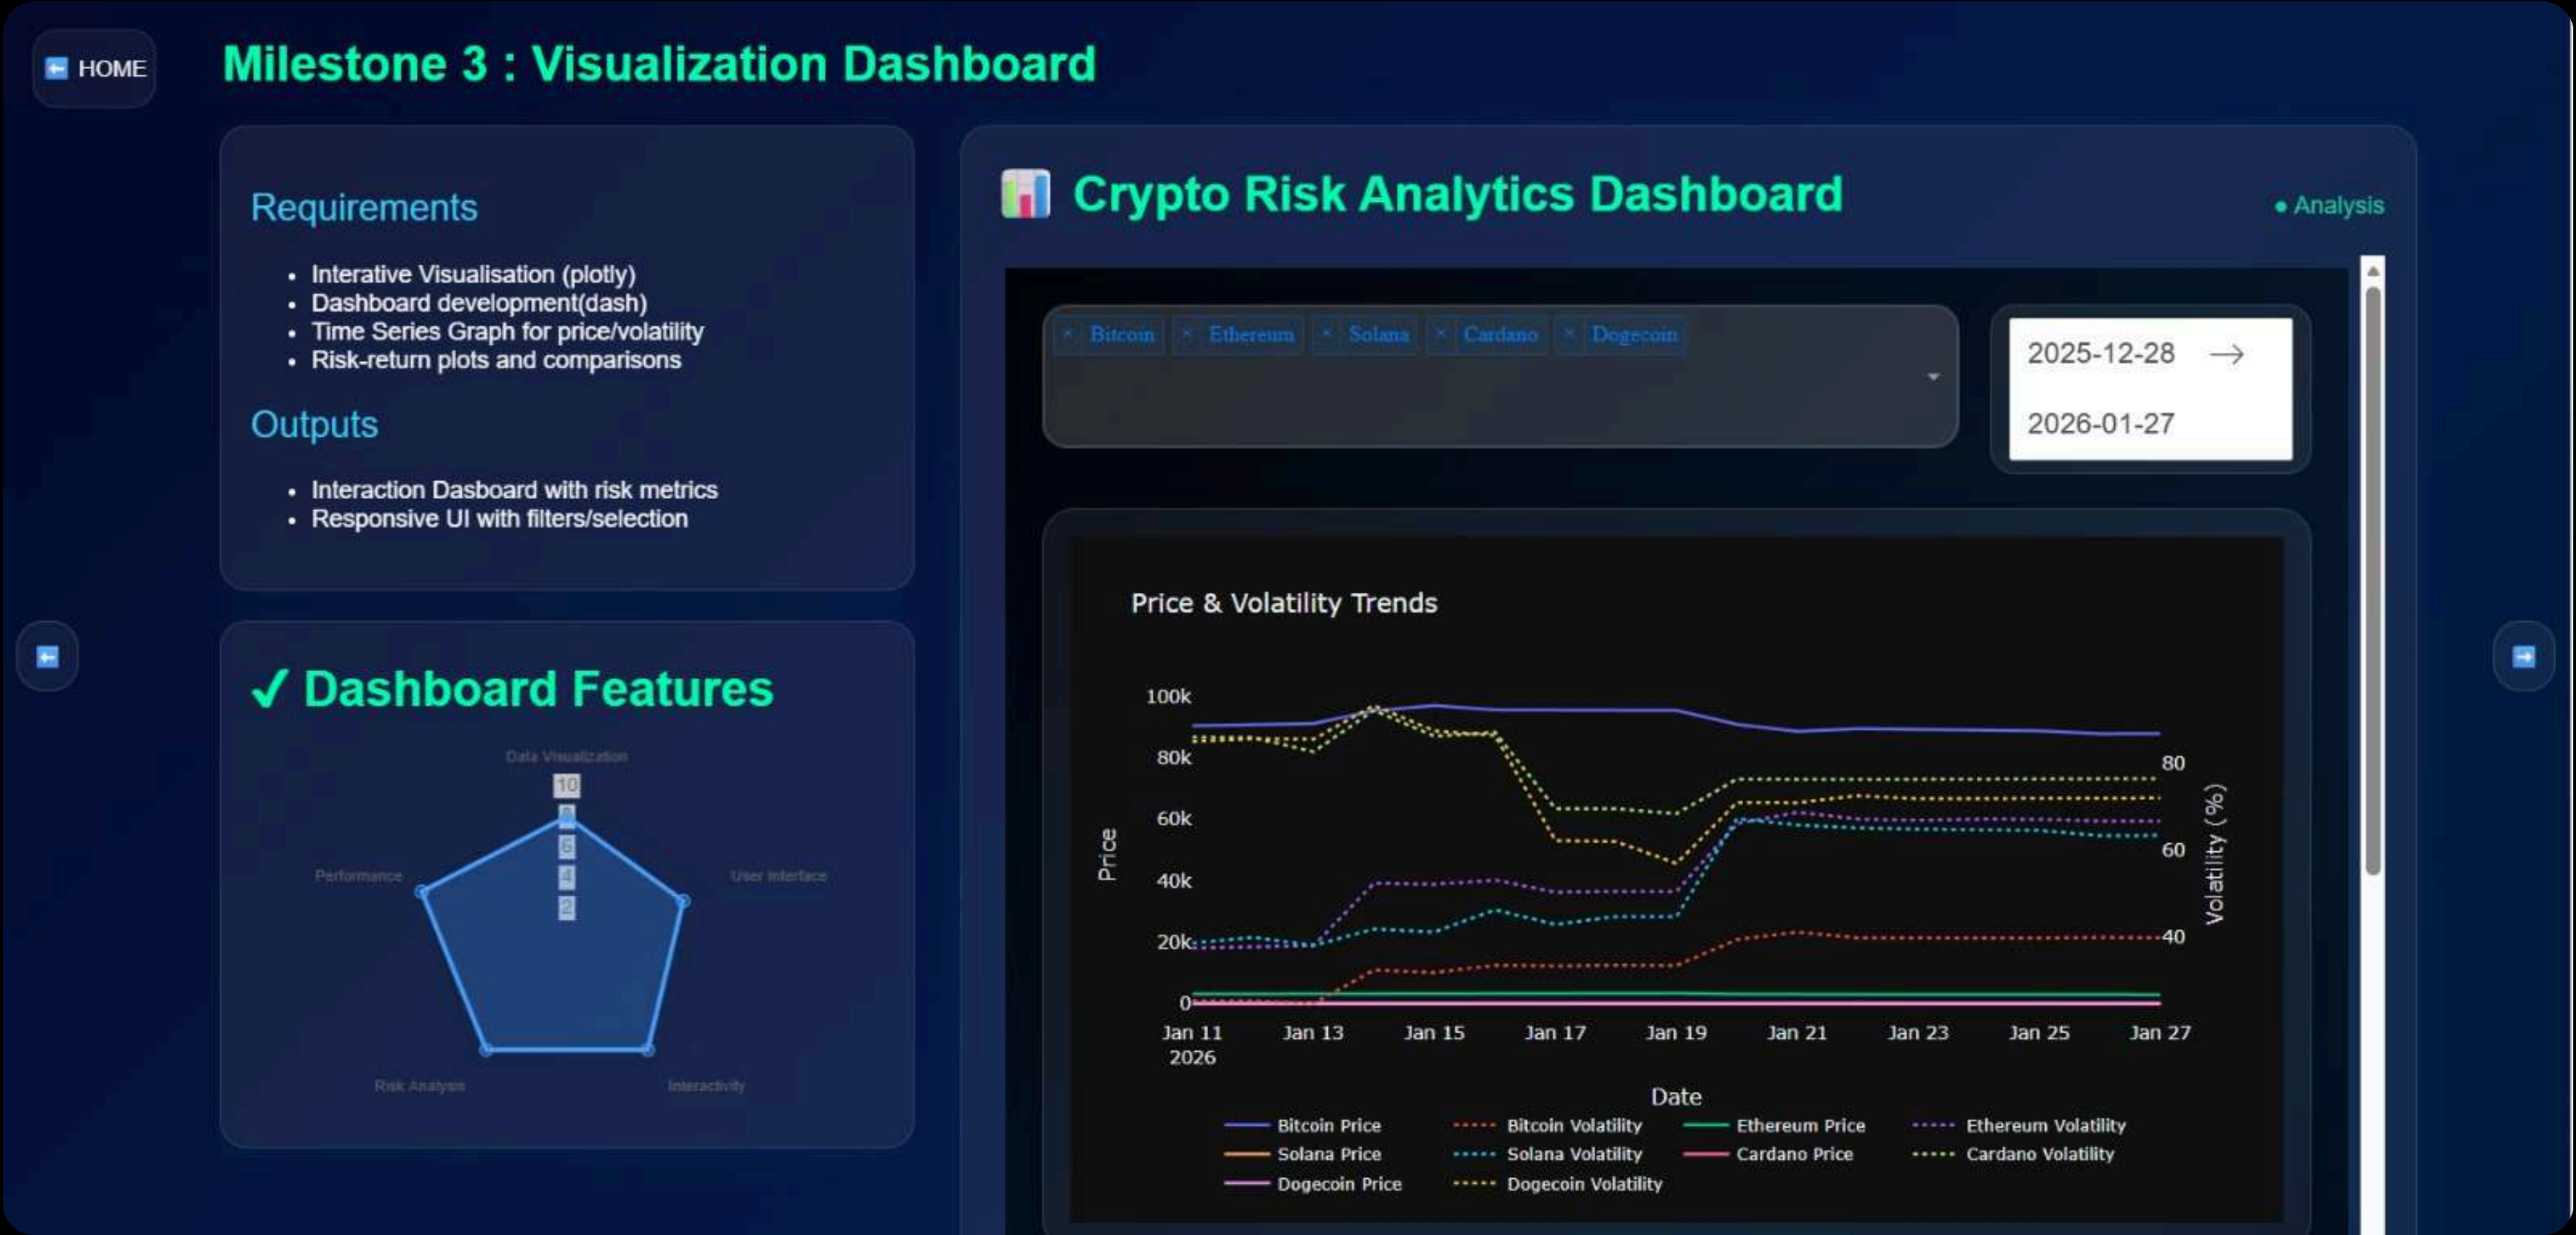 HOME
Milestone 3 : Visualization Dashboard
Requirements
Interative Visualisation (plotly)
Dashboard development(dash)
Time Series Graph for price/volatility
Risk-return plots and comparisons
Outputs
Interaction Dasboard with risk metrics
Responsive UI with filters/selection
✓ Dashboard Features
Data Visualization
10
8
6
4
2
Performance
User Interface
Risk Analysis
Interactivity
Crypto Risk Analytics Dashboard
● Analysis
× Bitcoin × Ethereum × Solana × Cardano × Dogecoin
2025-12-28 →
2026-01-27
Price & Volatility Trends
100k
80k
60k
40k
20k
0
Price
80
60
40
Volatility (%)
Jan 11 Jan 13 Jan 15 Jan 17 Jan 19 Jan 21 Jan 23 Jan 25 Jan 27
2026
Date
Bitcoin Price Bitcoin Volatility Ethereum Price Ethereum Volatility
Solana Price Solana Volatility Cardano Price Cardano Volatility
Dogecoin Price Dogecoin Volatility